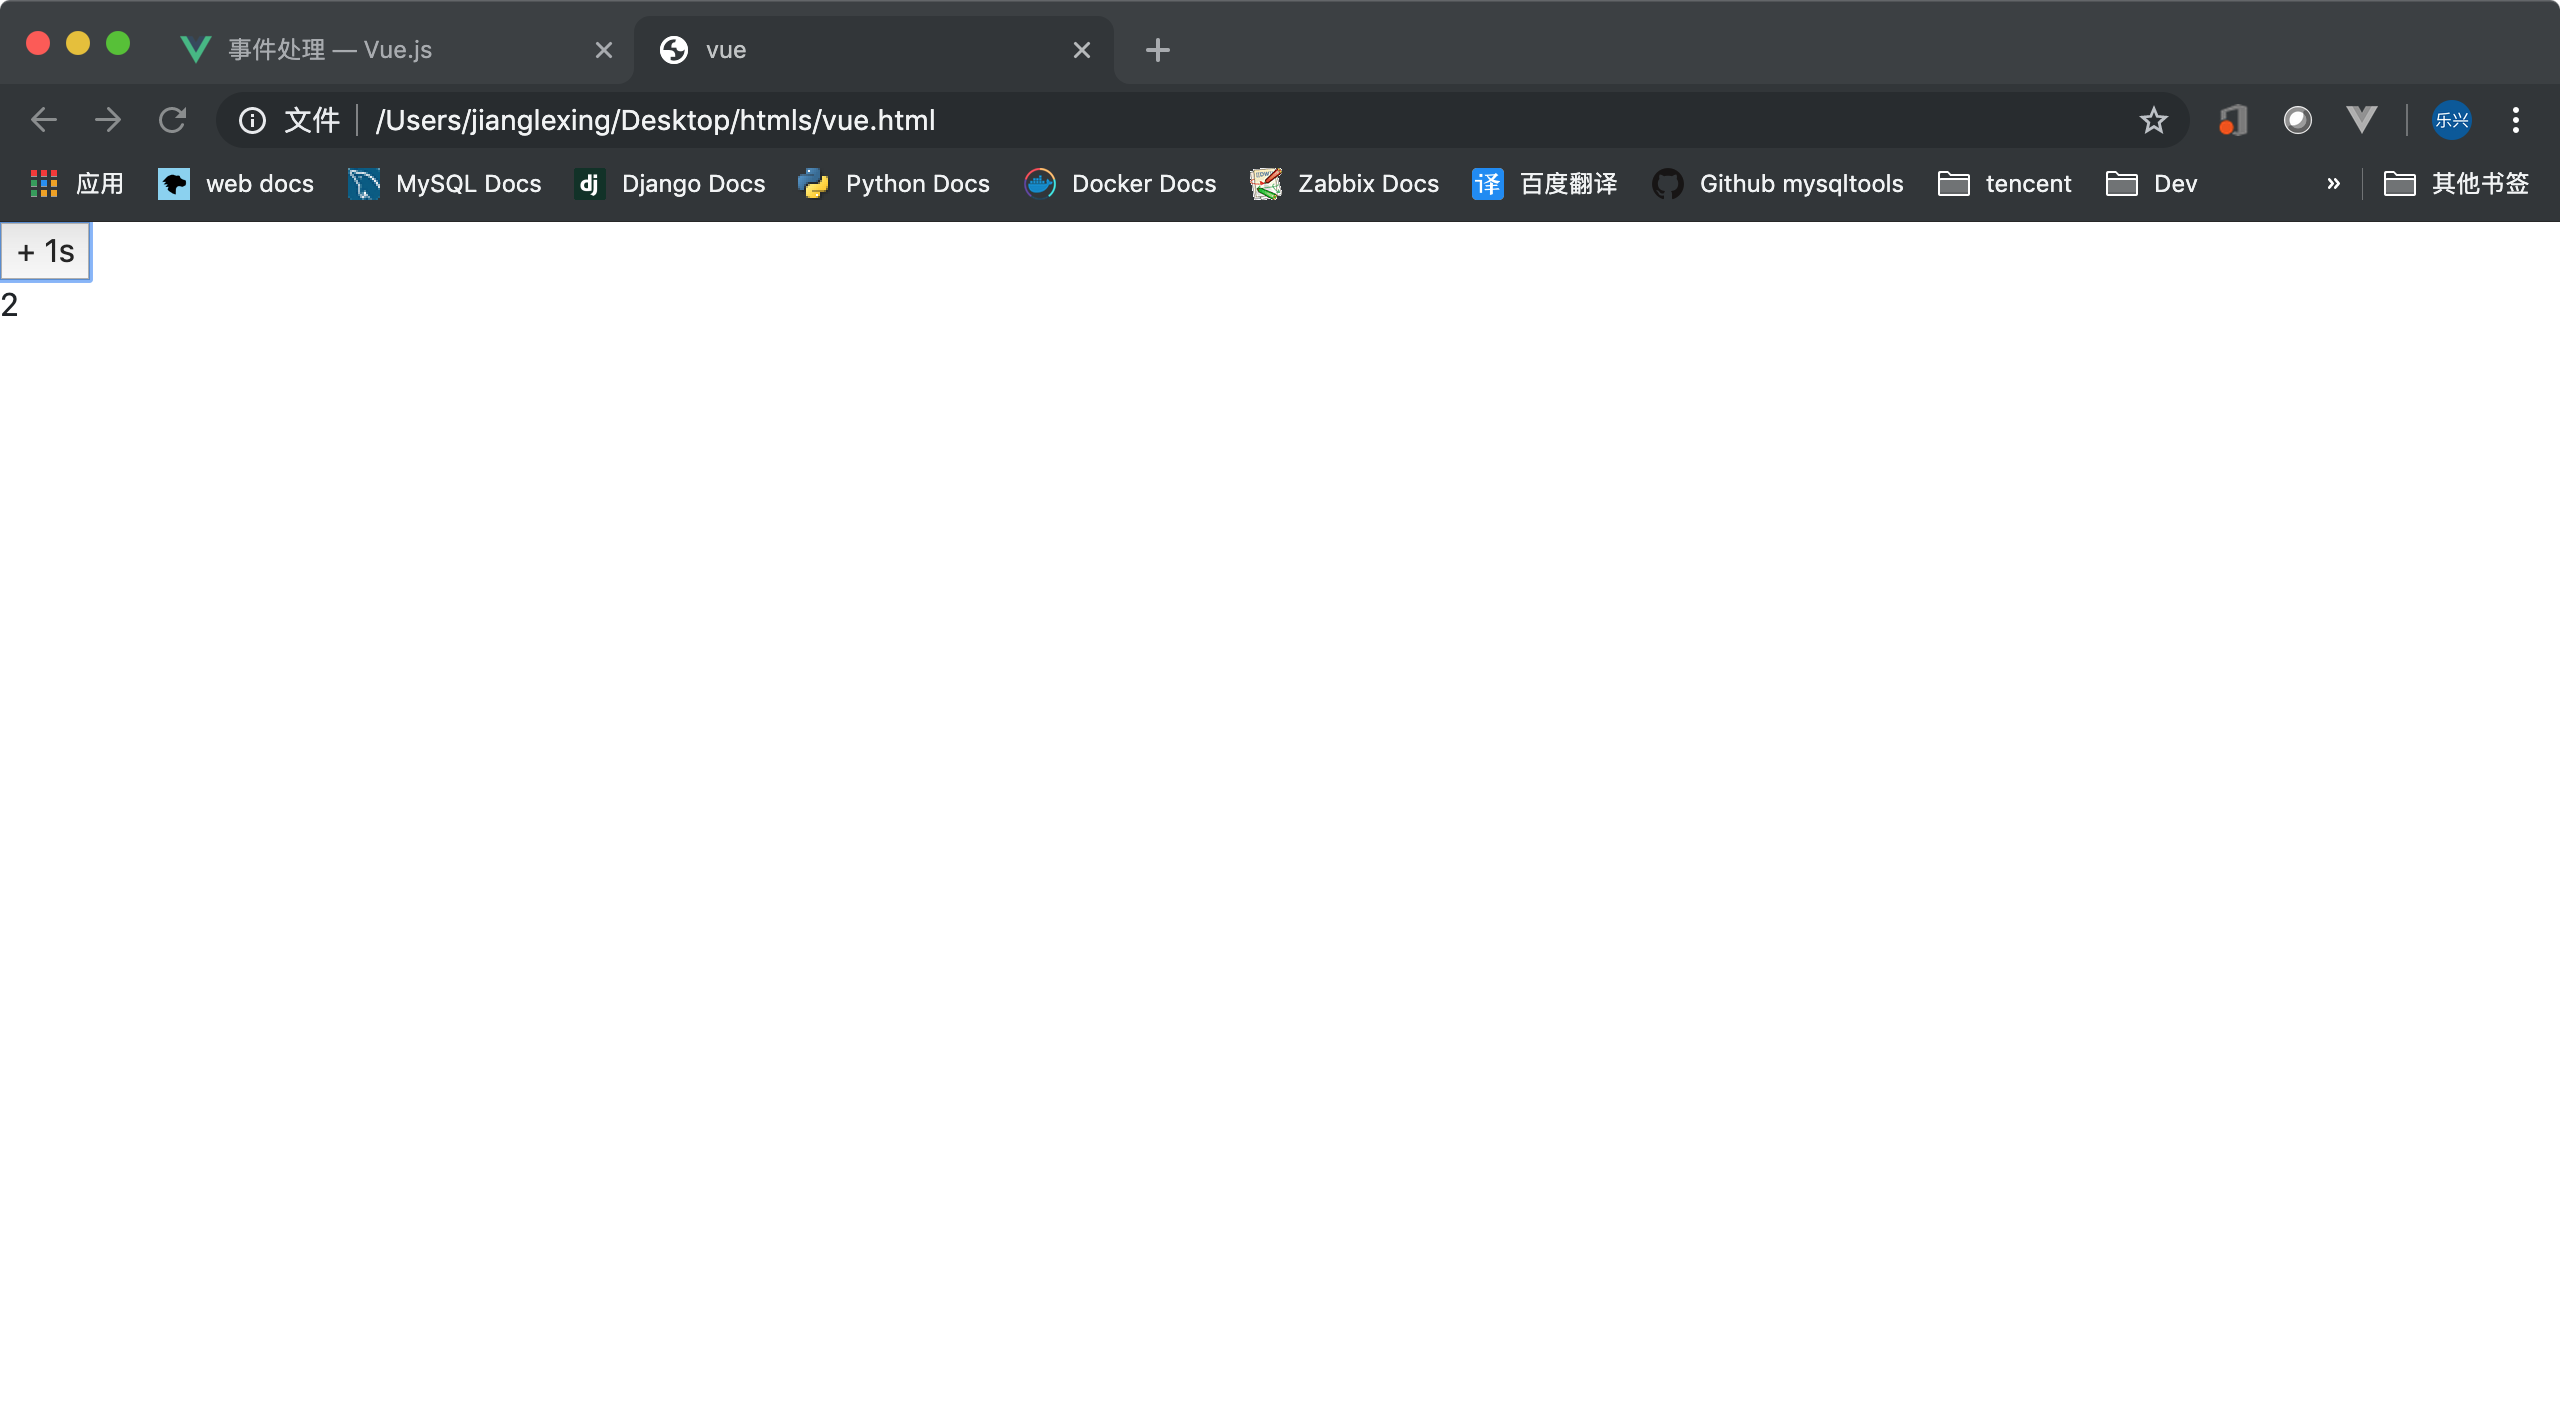 事件处理 — Vue.js
vue
文件 /Users/jianglexing/Desktop/htmls/vue.html
乐兴
应用 web docs MySQL Docs dj Django Docs Python Docs Docker Docs Zabbix Docs 译 百度翻译 Github mysqltools tencent Dev » 其他书签
+ 1s
2